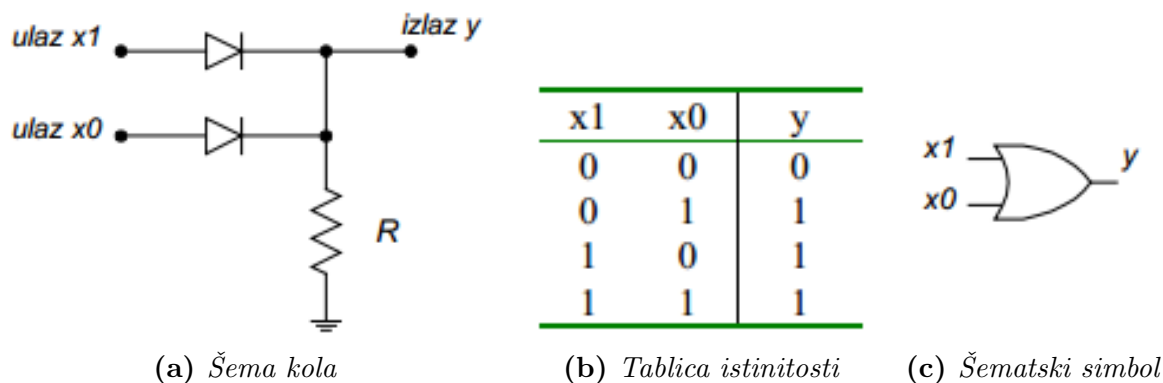 ulaz x1
izlaz y
ulaz x0
R
(a) Šema kola
x1 x0 y
0 0 0
0 1 1
1 0 1
1 1 1
(b) Tablica istinitosti
x1
x0
y
(c) Šematski simbol